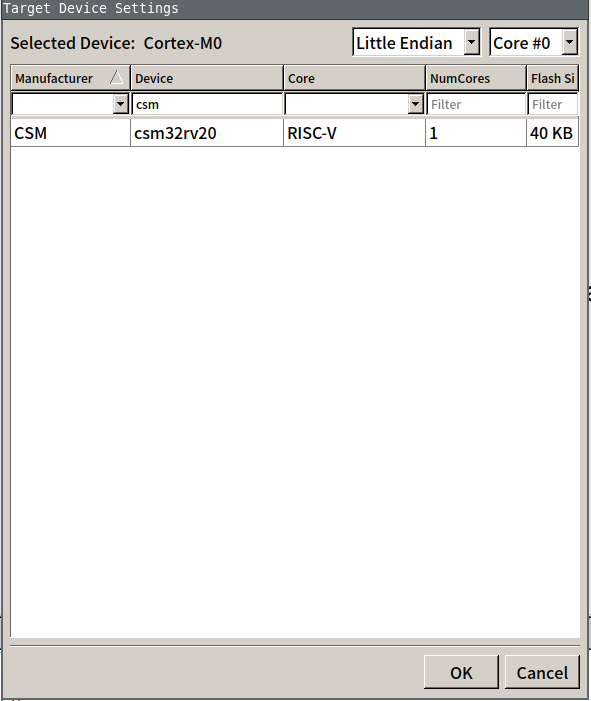 Target Device Settings
Selected Device: Cortex-M0 Little Endian Core #0
Manufacturer Device Core NumCores Flash Si
csm Filter Filter
CSM csm32rv20 RISC-V 1 40 KB
OK Cancel